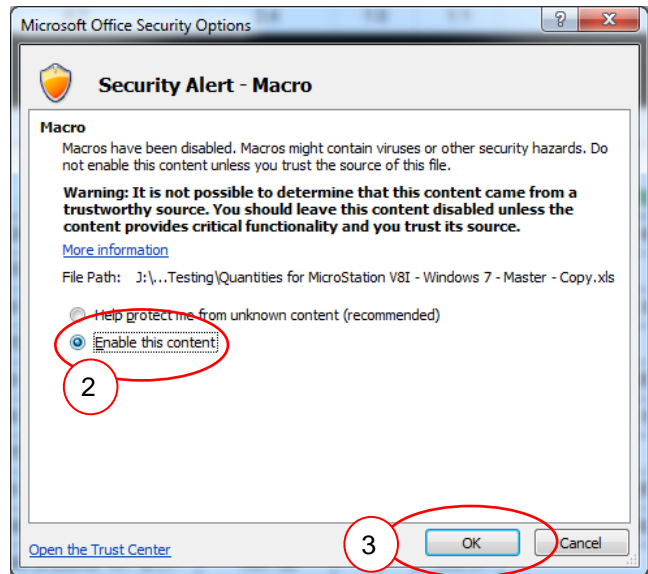 Microsoft Office Security Options
Security Alert - Macro
Macro
Macros have been disabled. Macros might contain viruses or other security hazards. Do
not enable this content unless you trust the source of this file.
Warning: It is not possible to determine that this content came from a
trustworthy source. You should leave this content disabled unless the
content provides critical functionality and you trust its source.
More information
File Path: J:\...Testing\Quantities for MicroStation V8I - Windows 7 - Master - Copy.xls
Help protect me from unknown content (recommended)
Enable this content
2
3
OK
Cancel
Open the Trust Center